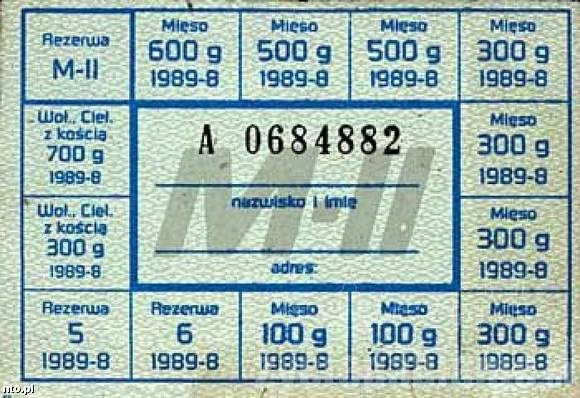 Rezerwa
M-II
Mięso
600 g
1989-8
Mięso
500 g
1989-8
Mięso
500 g
1989-8
Mięso
300 g
1989-8
Woł., Ciel.
z kością
700 g
1989-8
A 0684882
M-II
nazwisko i imię
adres:
Mięso
300 g
1989-8
Woł., Ciel.
z kością
300 g
1989-8
Mięso
300 g
1989-8
Rezerwa
5
1989-8
Rezerwa
6
1989-8
Mięso
100 g
1989-8
Mięso
100 g
1989-8
Mięso
300 g
1989-8
nto.pl